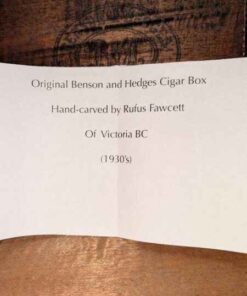 Original Benson and Hedges Cigar Box
Hand-carved by Rufus Fawcett
Of Victoria BC
(1930's)